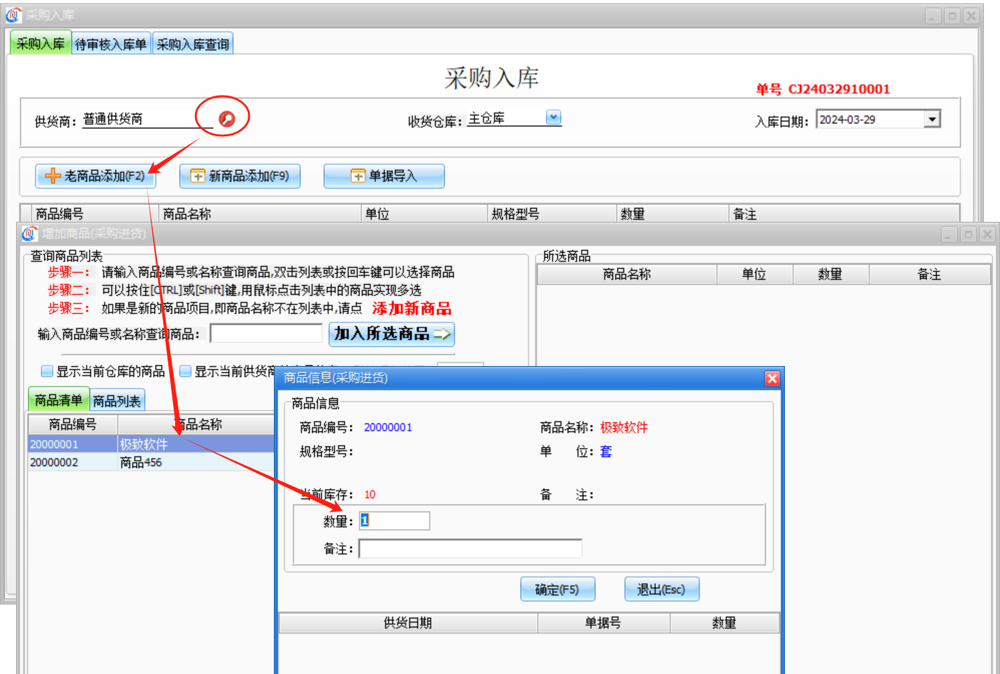 采购入库
采购入库 待审核入库单 采购入库查询
采购入库
单号 CJ24032910001
供货商：普通供货商
收货仓库：主仓库
入库日期：2024-03-29
老商品添加(F2) 新商品添加(F9) 单据导入
商品编号 商品名称 单位 规格型号 数量 备注
增加商品(采购进货)
查询商品列表
步骤一： 请输入商品编号或名称查询商品,双击列表或按回车键可以选择商品
步骤二： 可以按住[CTRL]或[Shift]键,用鼠标点击列表中的商品实现多选
步骤三： 如果是新的商品项目,即商品名称不在列表中,请点 添加新商品
输入商品编号或名称查询商品： 加入所选商品
显示当前仓库的商品 显示当前供货商
商品清单 商品列表
商品编号 商品名称
20000001 极致软件
20000002 商品456
所选商品
商品名称 单位 数量 备注
商品信息(采购进货)
商品信息
商品编号： 20000001 商品名称：极致软件
规格型号： 单 位：套
当前库存： 10 备 注：
数量：1
备注：
确定(F5) 退出(Esc)
供货日期 单据号 数量